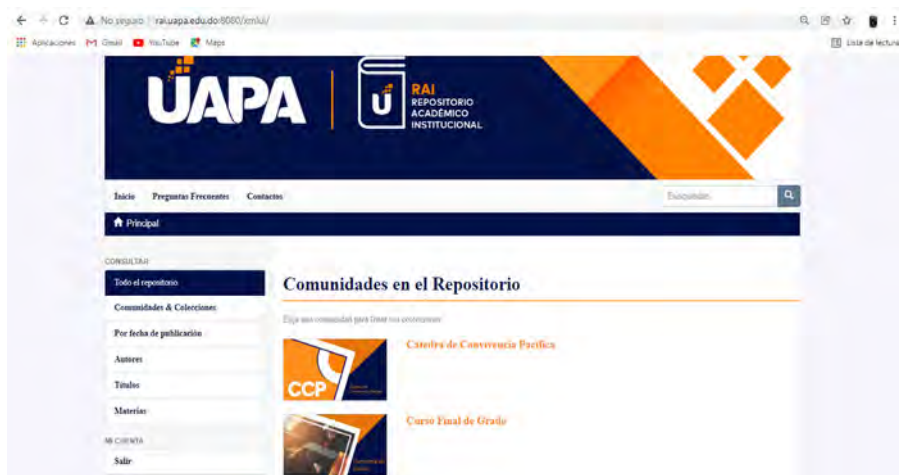 No seguro | rai.uapa.edu.do:8080/xmlui/
Aplicaciones Gmail YouTube Maps Lista de lectura
UAPA
RAI
REPOSITORIO
ACADÉMICO
INSTITUCIONAL
Inicio Preguntas Frecuentes Contactos
Principal
CONSULTAR
Todo el repositorio
Comunidades & Colecciones
Por fecha de publicación
Autores
Títulos
Materias
MI CUENTA
Salir
Comunidades en el Repositorio
Elija una comunidad para listar sus colecciones
CCP
Catedra de Convivencia Pacífica
Curso Final de Grado